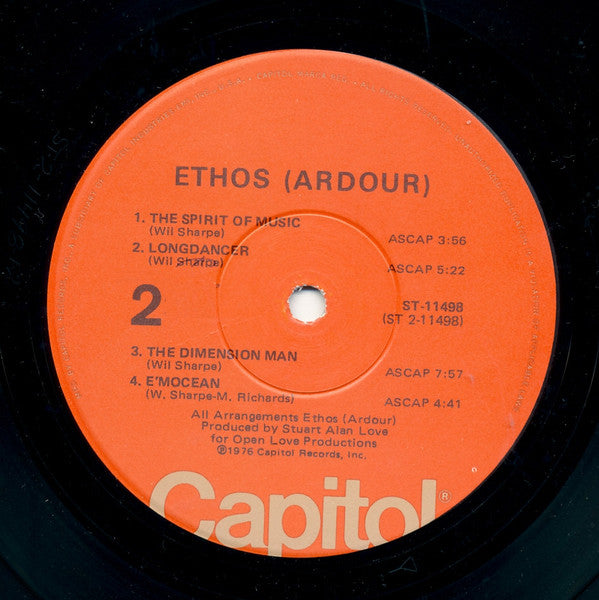 ETHOS (ARDOUR)
1. THE SPIRIT OF MUSIC
(Wil Sharpe)
ASCAP 3:56
2. LONGDANCER
(Wil Sharpe)
ASCAP 5:22
2
ST-11498
(ST 2-11498)
3. THE DIMENSION MAN
(Wil Sharpe)
ASCAP 7:57
4. E'MOCEAN
(W. Sharpe-M. Richards)
ASCAP 4:41
All Arrangements Ethos (Ardour)
Produced by Stuart Alan Love
for Open Love Productions
℗1976 Capitol Records, Inc.
Capitol®